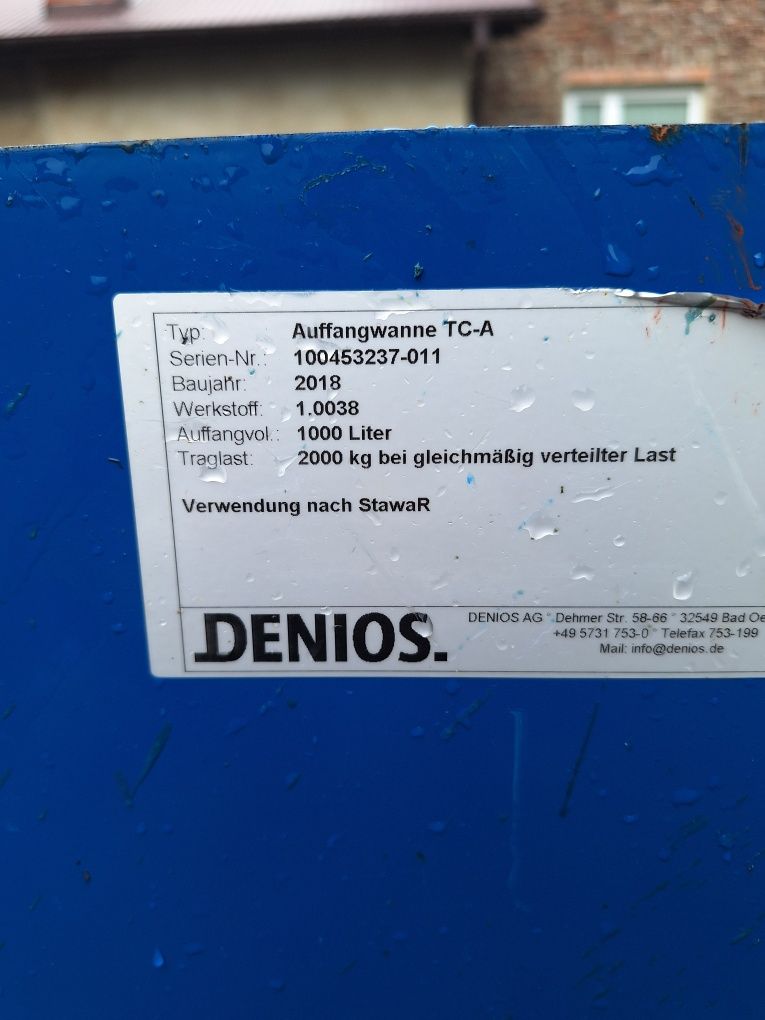 Typ: Auffangwanne TC-A
Serien-Nr.: 100453237-011
Baujahr: 2018
Werkstoff: 1.0038
Auffangvol.: 1000 Liter
Traglast: 2000 kg bei gleichmäßig verteilter Last
Verwendung nach StawaR
DENIOS.
DENIOS AG ° Dehmer Str. 58-66 ° 32549 Bad Oe
+49 5731 753-0 ° Telefax 753-199
Mail: info@denios.de